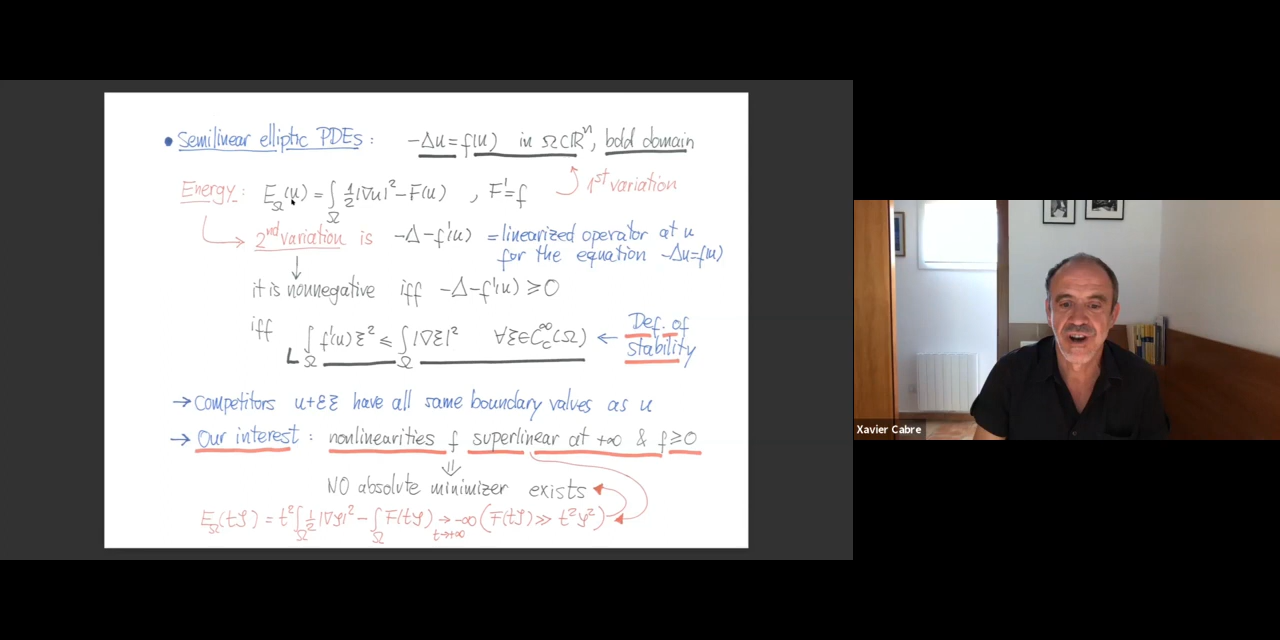 • Semilinear elliptic PDEs : -Δu = f(u) in Ω⊂ℝⁿ, bdd domain
Energy : E_Ω(u) = ∫_Ω ½|∇u|² - F(u) , F' = f
1st variation
→ 2nd variation is -Δ - f'(u) = linearized operator at u
for the equation -Δu = f(u)
↓
it is nonnegative iff -Δ - f'(u) ≥ 0
iff ∫_Ω f'(u) ξ² ≤ ∫_Ω |∇ξ|² ∀ξ∈C_c^∞(Ω) ← Def. of
stability
→ Competitors u+εξ have all same boundary values as u
→ Our interest : nonlinearities f superlinear at +∞ & f ≥ 0
⇓
NO absolute minimizer exists
E_Ω(tφ) = t² ∫_Ω ½|∇φ|² - ∫_Ω F(tφ) → -∞ (F(tφ) ≫ t²φ²)
t→+∞
Xavier Cabre